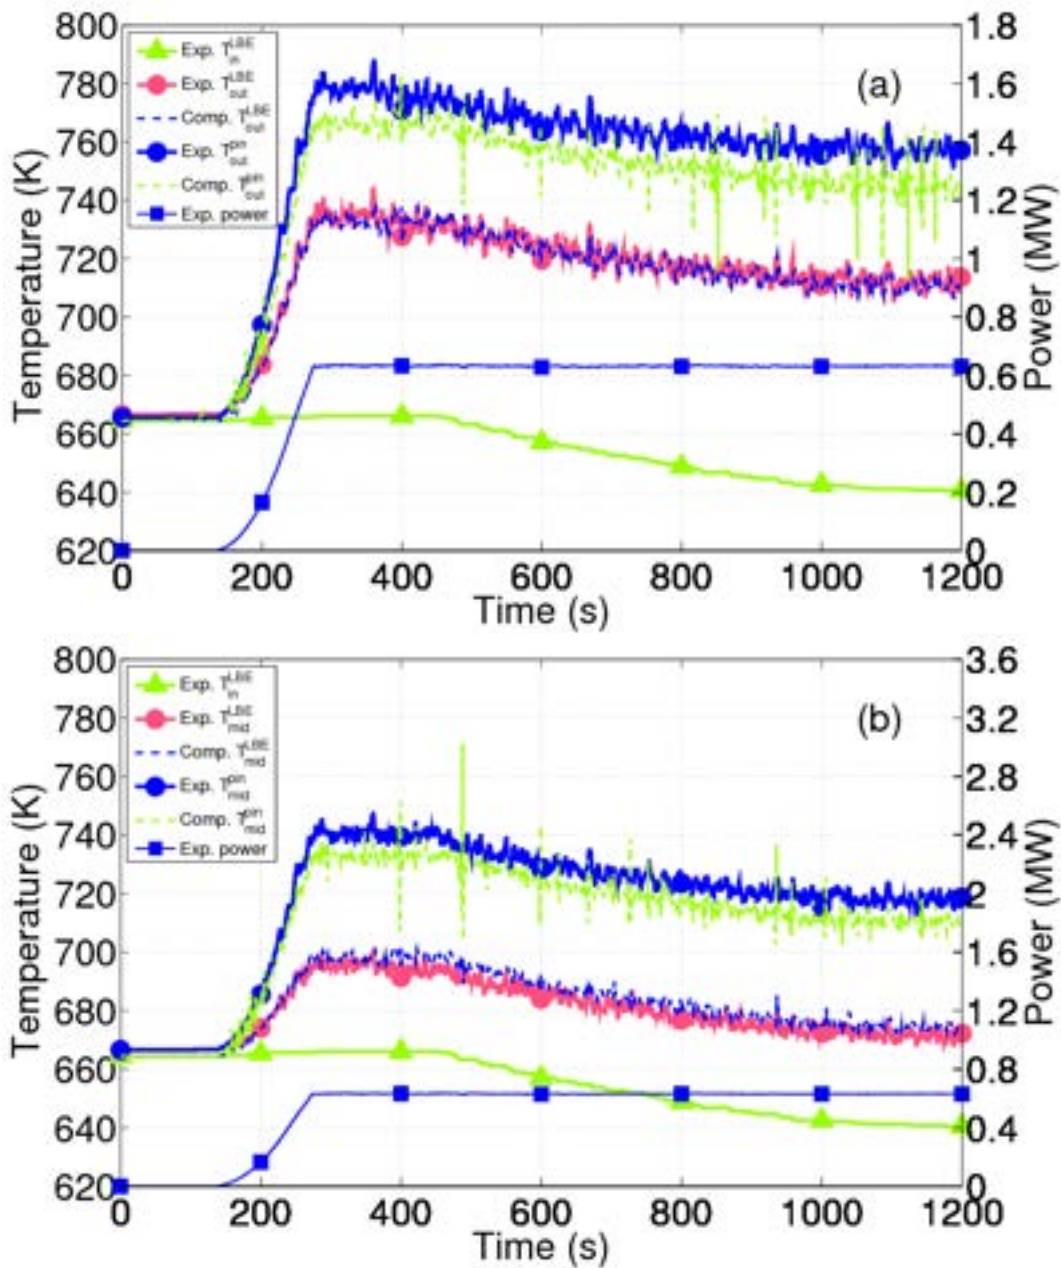 800
780
760
740
720
700
680
660
640
620
Temperature (K)
Exp. T_in^LBE
Exp. T_out^LBE
Comp. T_out^LBE
Exp. T_out^pin
Comp. T_out^pin
Exp. power
(a)
1.8
1.6
1.4
1.2
1
0.8
0.6
0.4
0.2
0
Power (MW)
0 200 400 600 800 1000 1200
Time (s)
800
780
760
740
720
700
680
660
640
620
Temperature (K)
Exp. T_in^LBE
Exp. T_mid^LBE
Comp. T_mid^LBE
Exp. T_mid^pin
Comp. T_mid^pin
Exp. power
(b)
3.6
3.2
2.8
2.4
2
1.6
1.2
0.8
0.4
0
Power (MW)
0 200 400 600 800 1000 1200
Time (s)